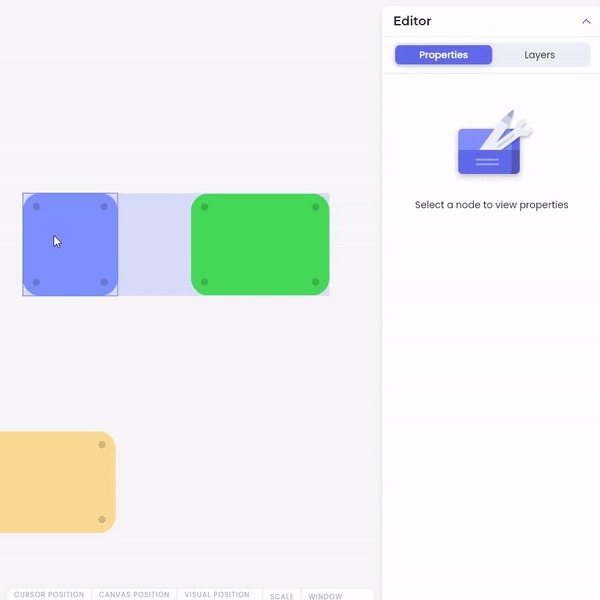 Editor
Properties
Layers
Select a node to view properties
CURSOR POSITION
CANVAS POSITION
VISUAL POSITION
SCALE
WINDOW